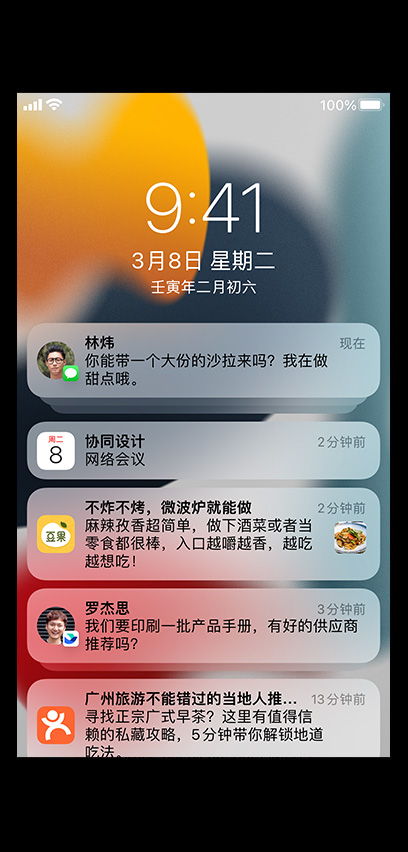 100%
9:41
3月8日 星期二
壬寅年二月初六
林炜 现在
你能带一个大份的沙拉来吗？我在做
甜点哦。
周二
8
协同设计 2分钟前
网络会议
不炸不烤，微波炉就能做 2分钟前
豆果
麻辣孜香超简单，做下酒菜或者当
零食都很棒，入口越嚼越香，越吃
越想吃！
罗杰思 3分钟前
我们要印刷一批产品手册，有好的供应商
推荐吗？
广州旅游不能错过的当地人推... 13分钟前
寻找正宗广式早茶？这里有值得信
赖的私藏攻略，5分钟带你解锁地道
吃法。